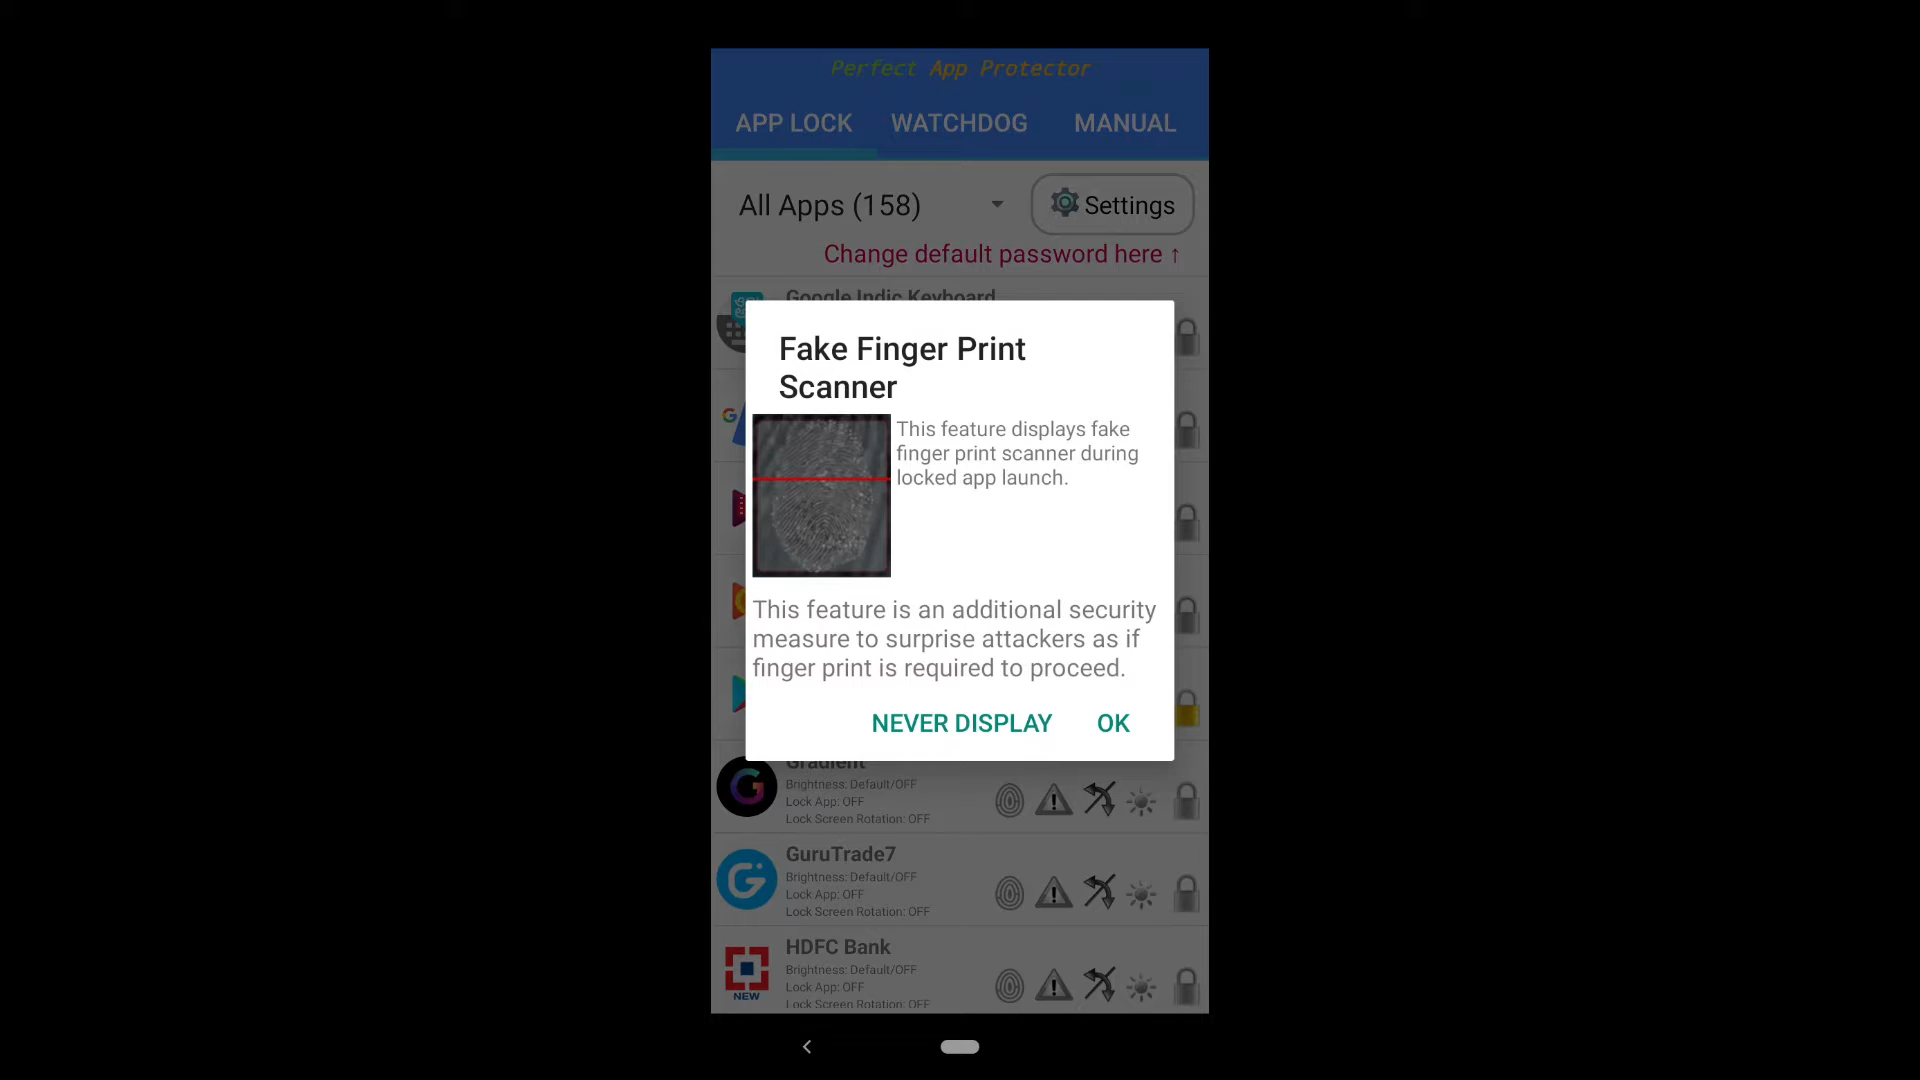 Perfect App Protector
APP LOCK WATCHDOG MANUAL
All Apps (158) Settings
Change default password here ↑
Google Indic Keyboard
Fake Finger Print
Scanner
This feature displays fake
finger print scanner during
locked app launch.
This feature is an additional security
measure to surprise attackers as if
finger print is required to proceed.
NEVER DISPLAY OK
Gradient
Brightness: Default/OFF
Lock App: OFF
Lock Screen Rotation: OFF
GuruTrade7
Brightness: Default/OFF
Lock App: OFF
Lock Screen Rotation: OFF
HDFC Bank
Brightness: Default/OFF
Lock App: OFF
Lock Screen Rotation: OFF
NEW